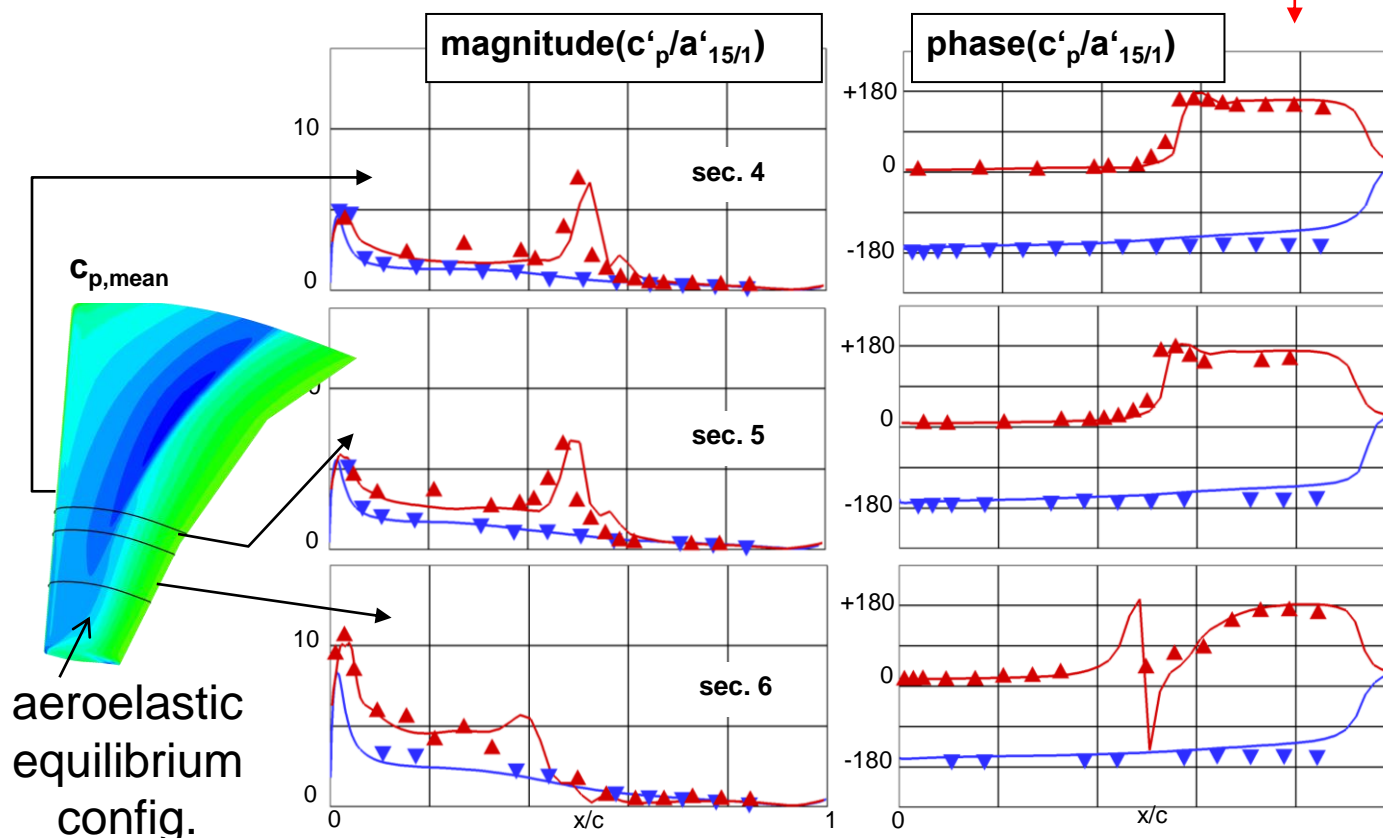 magnitude(c‘p/a‘15/1)
phase(c‘p/a‘15/1)
10
sec. 4
0
+180
0
-180
cp,mean
0
sec. 5
0
+180
0
-180
10
sec. 6
0
+180
0
-180
0
x/c
1
0
x/c
aeroelastic
equilibrium
config.